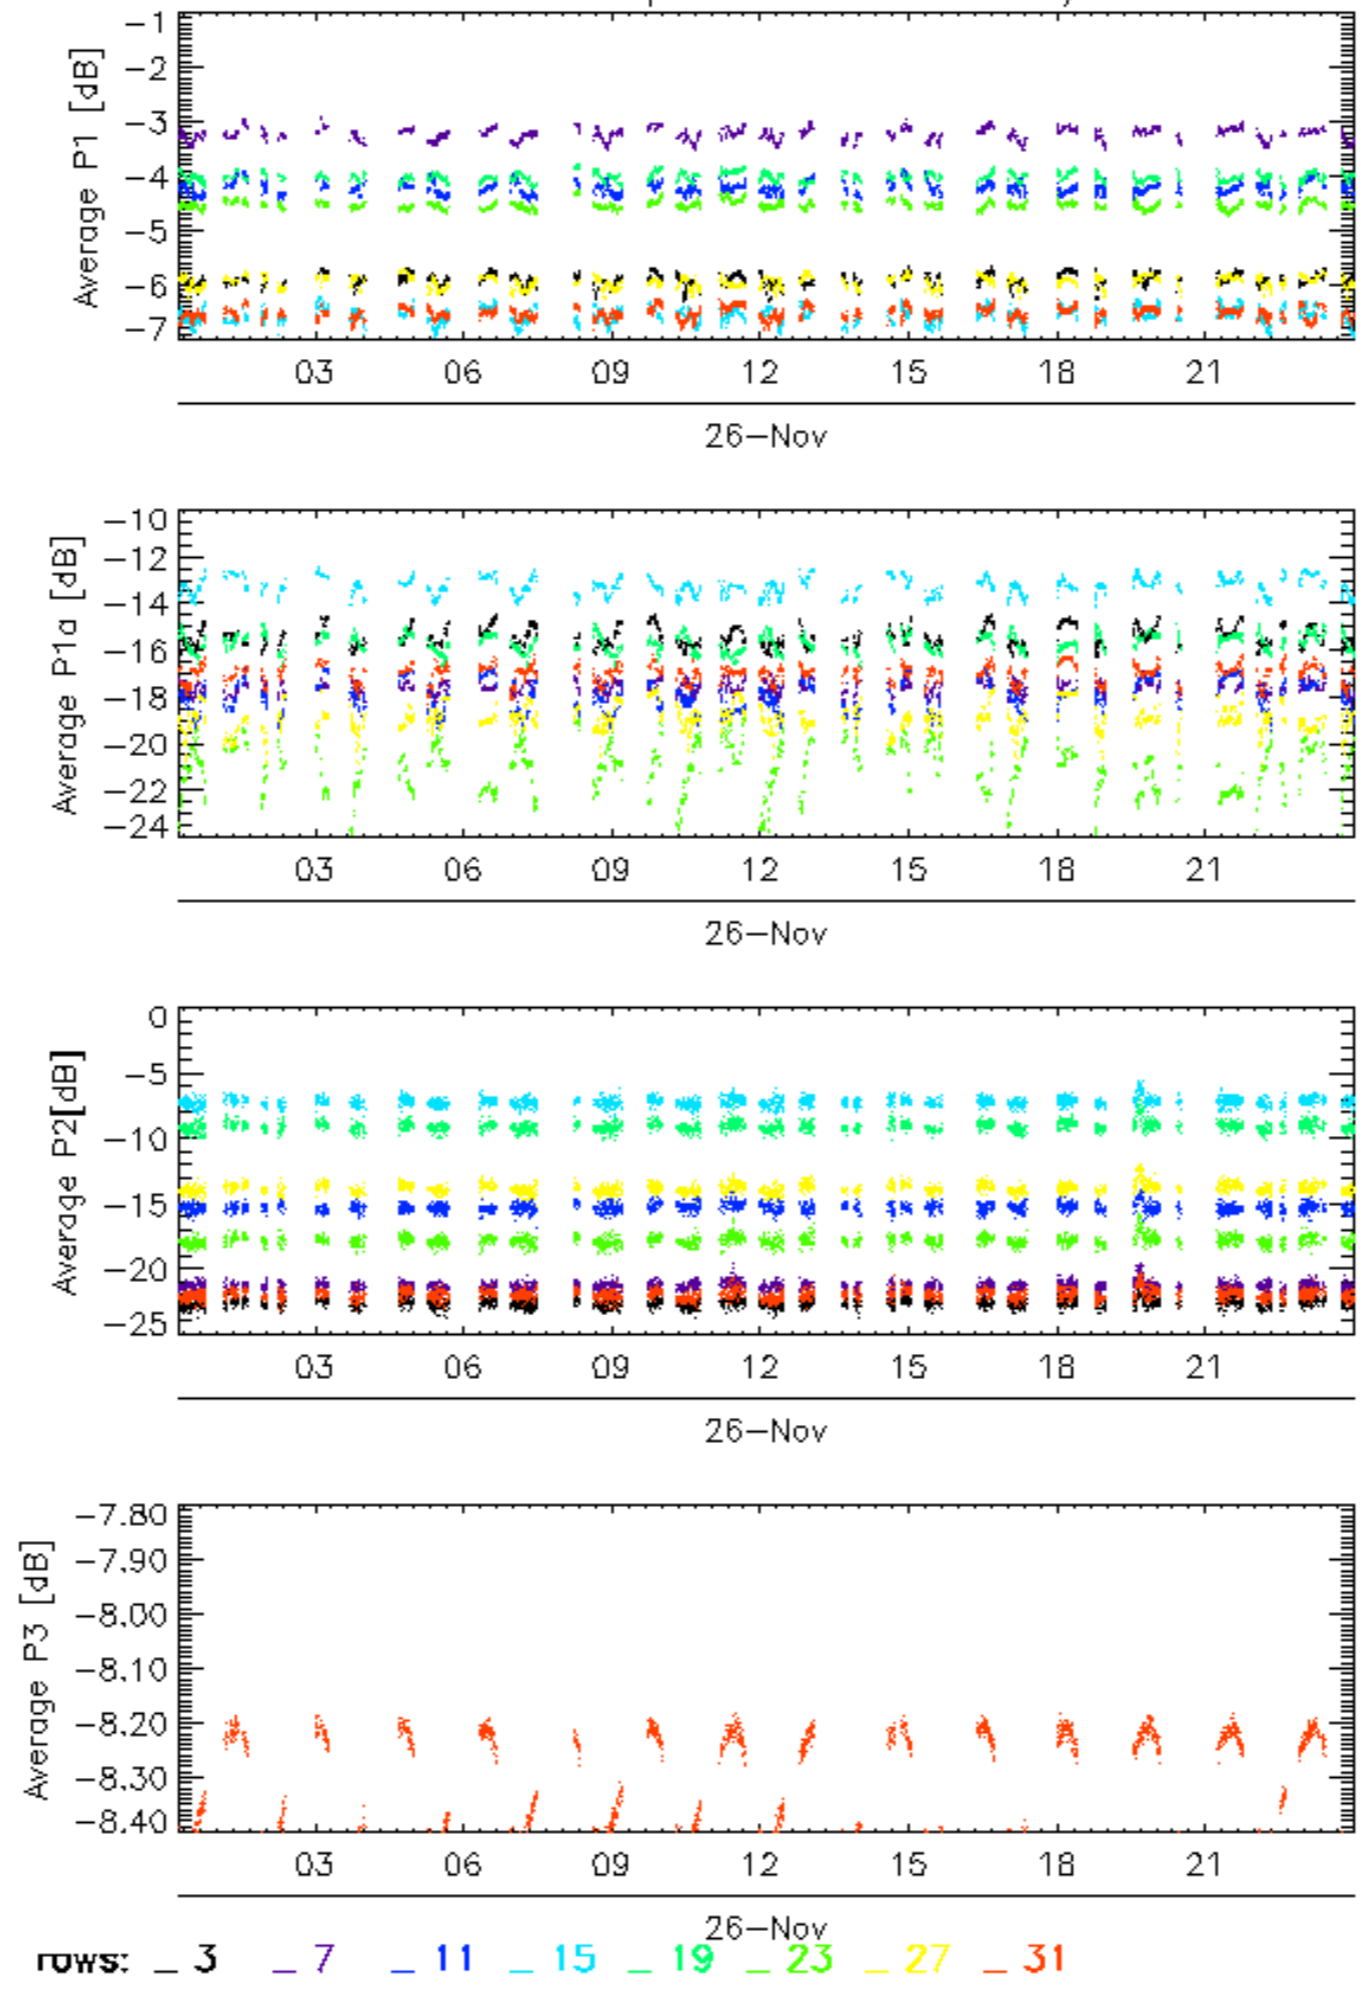 −1
−2
−3
−4
−5
−6
−7
Average P1 [dB]
03 06 09 12 15 18 21
26−Nov
−10
−12
−14
−16
−18
−20
−22
−24
Average P1a [dB]
03 06 09 12 15 18 21
26−Nov
0
−5
−10
−15
−20
−25
Average P2[dB]
03 06 09 12 15 18 21
26−Nov
−7.80
−7.90
−8.00
−8.10
−8.20
−8.30
−8.40
Average P3 [dB]
03 06 09 12 15 18 21
26−Nov
rows: _ 3 _ 7 _ 11 _ 15 _ 19 _ 23 _ 27 _ 31